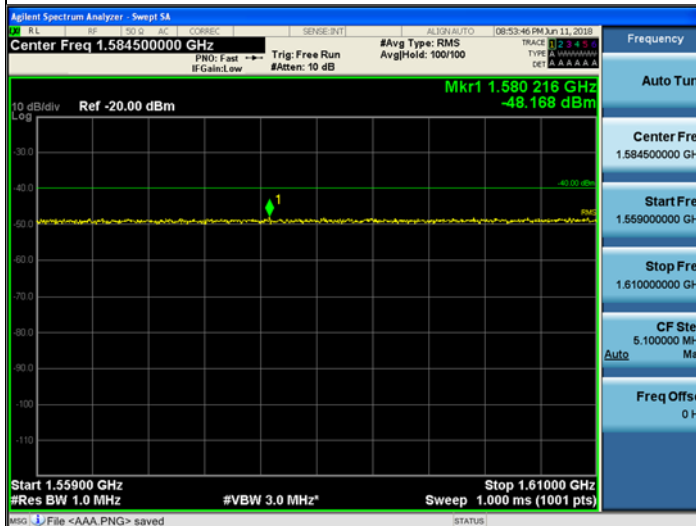 Agilent Spectrum Analyzer - Swept SA
RL RF 50 Ω AC CORREC SENSE:INT ALIGN AUTO 08:53:46 PM Jun 11, 2018
Center Freq 1.584500000 GHz
PNO: Fast
IFGain:Low
Trig: Free Run
#Atten: 10 dB
#Avg Type: RMS
Avg|Hold: 100/100
TRACE 1 2 3 4 5 6
TYPE A
DET A A A A A A
Mkr1 1.580 216 GHz
-48.168 dBm
10 dB/div Ref -20.00 dBm
Log
-30.0
-40.0
-40.00 dBm
1
RMS
-50.0
-60.0
-70.0
-80.0
-90.0
-100
-110
Start 1.55900 GHz Stop 1.61000 GHz
#Res BW 1.0 MHz #VBW 3.0 MHz* Sweep 1.000 ms (1001 pts)
MSG File <AAA.PNG> saved STATUS
Frequency
Auto Tun
Center Fre
1.584500000 GH
Start Fre
1.559000000 GH
Stop Fre
1.610000000 GH
CF Ste
5.100000 MH
Auto Ma
Freq Offs
0 H